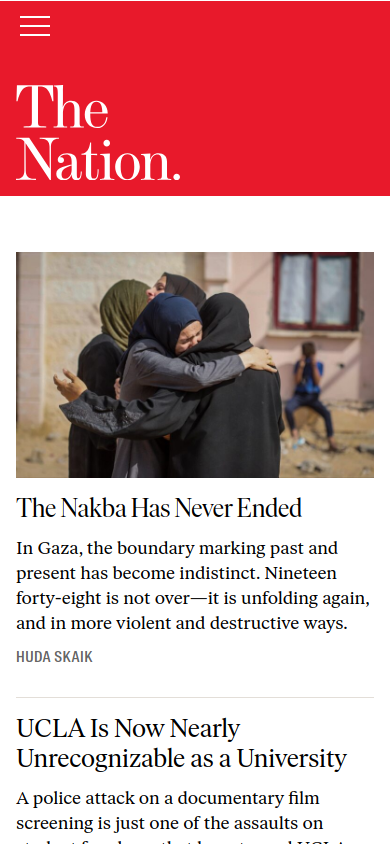 The
Nation.
The Nakba Has Never Ended
In Gaza, the boundary marking past and
present has become indistinct. Nineteen
forty-eight is not over—it is unfolding again,
and in more violent and destructive ways.
HUDA SKAIK
UCLA Is Now Nearly
Unrecognizable as a University
A police attack on a documentary film
screening is just one of the assaults on